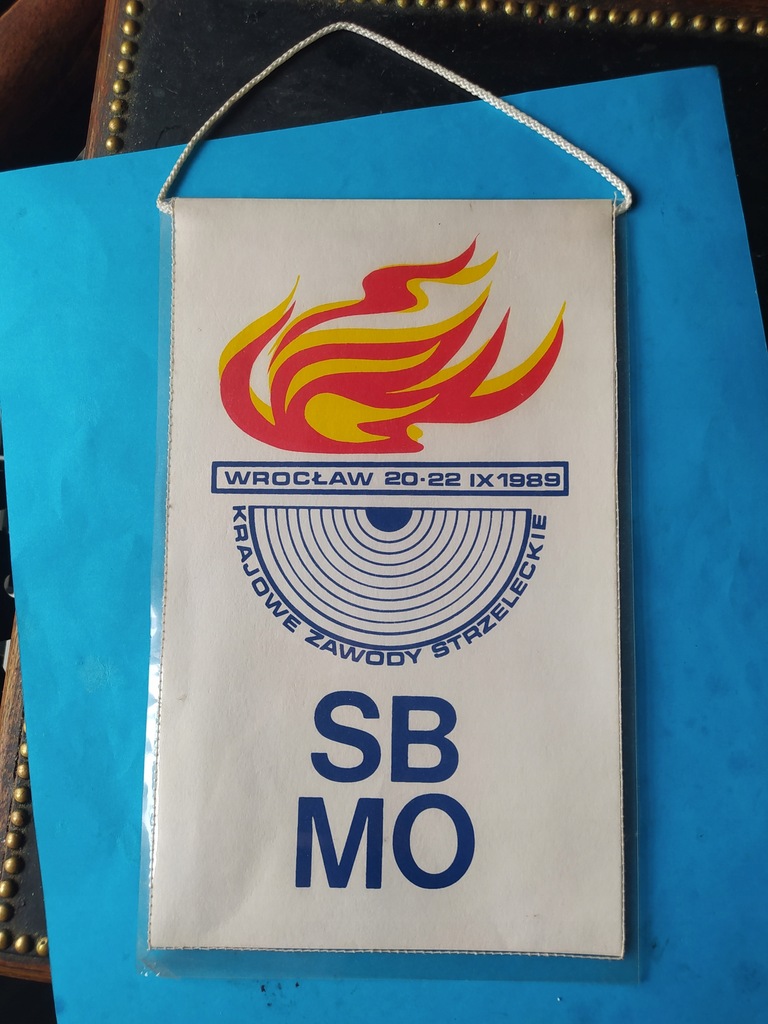 WROCŁAW 20-22 IX 1989
KRAJOWE ZAWODY STRZELECKIE
SB
MO